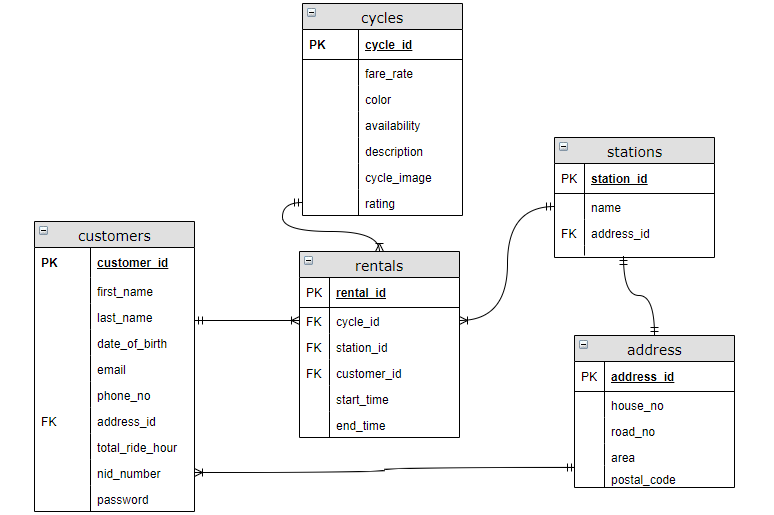 cycles
PK cycle_id
fare_rate
color
availability
description
cycle_image
rating
stations
PK station_id
name
FK address_id
customers
PK customer_id
first_name
last_name
date_of_birth
email
phone_no
FK address_id
total_ride_hour
nid_number
password
rentals
PK rental_id
FK cycle_id
FK station_id
FK customer_id
start_time
end_time
address
PK address_id
house_no
road_no
area
postal_code